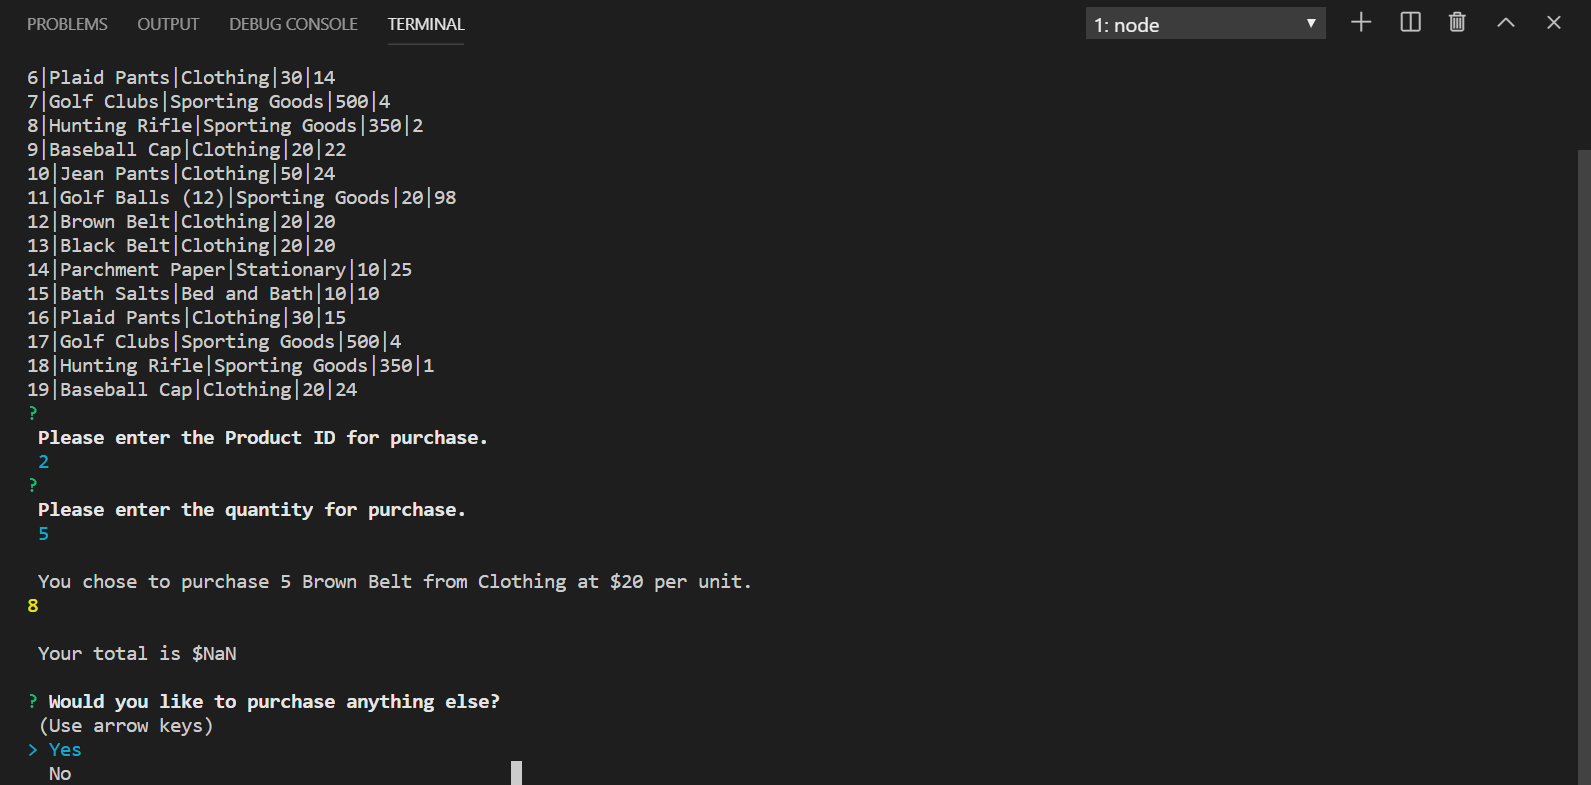 PROBLEMS OUTPUT DEBUG CONSOLE TERMINAL 1: node
6|Plaid Pants|Clothing|30|14
7|Golf Clubs|Sporting Goods|500|4
8|Hunting Rifle|Sporting Goods|350|2
9|Baseball Cap|Clothing|20|22
10|Jean Pants|Clothing|50|24
11|Golf Balls (12)|Sporting Goods|20|98
12|Brown Belt|Clothing|20|20
13|Black Belt|Clothing|20|20
14|Parchment Paper|Stationary|10|25
15|Bath Salts|Bed and Bath|10|10
16|Plaid Pants|Clothing|30|15
17|Golf Clubs|Sporting Goods|500|4
18|Hunting Rifle|Sporting Goods|350|1
19|Baseball Cap|Clothing|20|24
?
Please enter the Product ID for purchase.
2
?
Please enter the quantity for purchase.
5
You chose to purchase 5 Brown Belt from Clothing at $20 per unit.
8
Your total is $NaN
? Would you like to purchase anything else?
(Use arrow keys)
> Yes
No